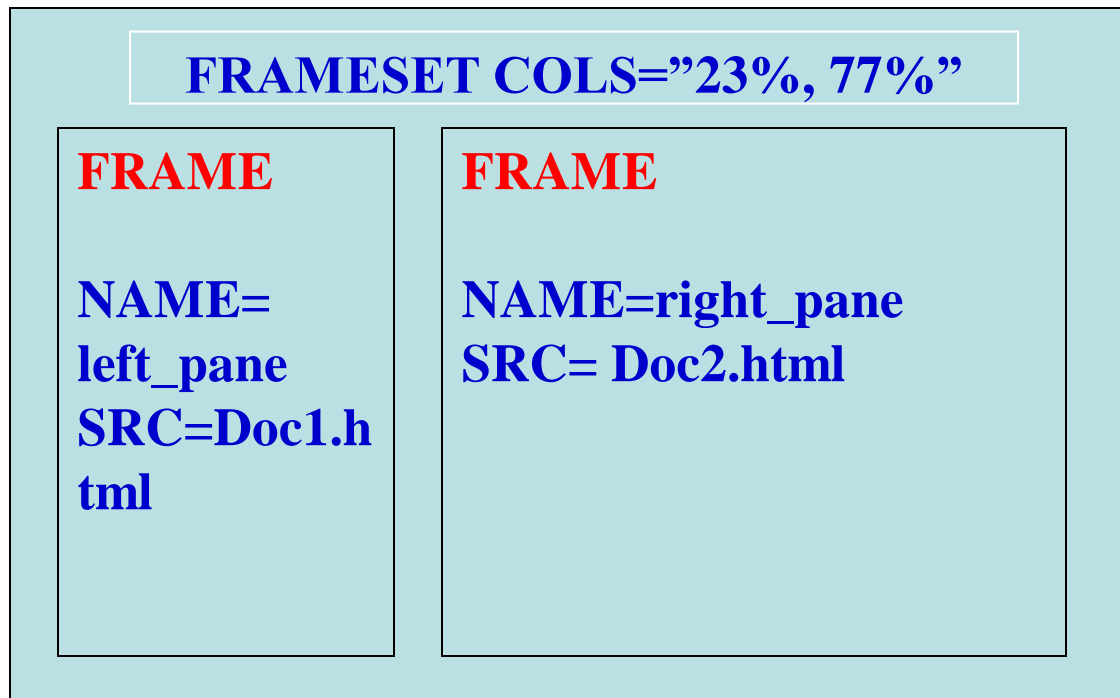 FRAMESET COLS=”23%, 77%”
FRAME
NAME=
left_pane
SRC=Doc1.h
tml
FRAME
NAME=right_pane
SRC= Doc2.html